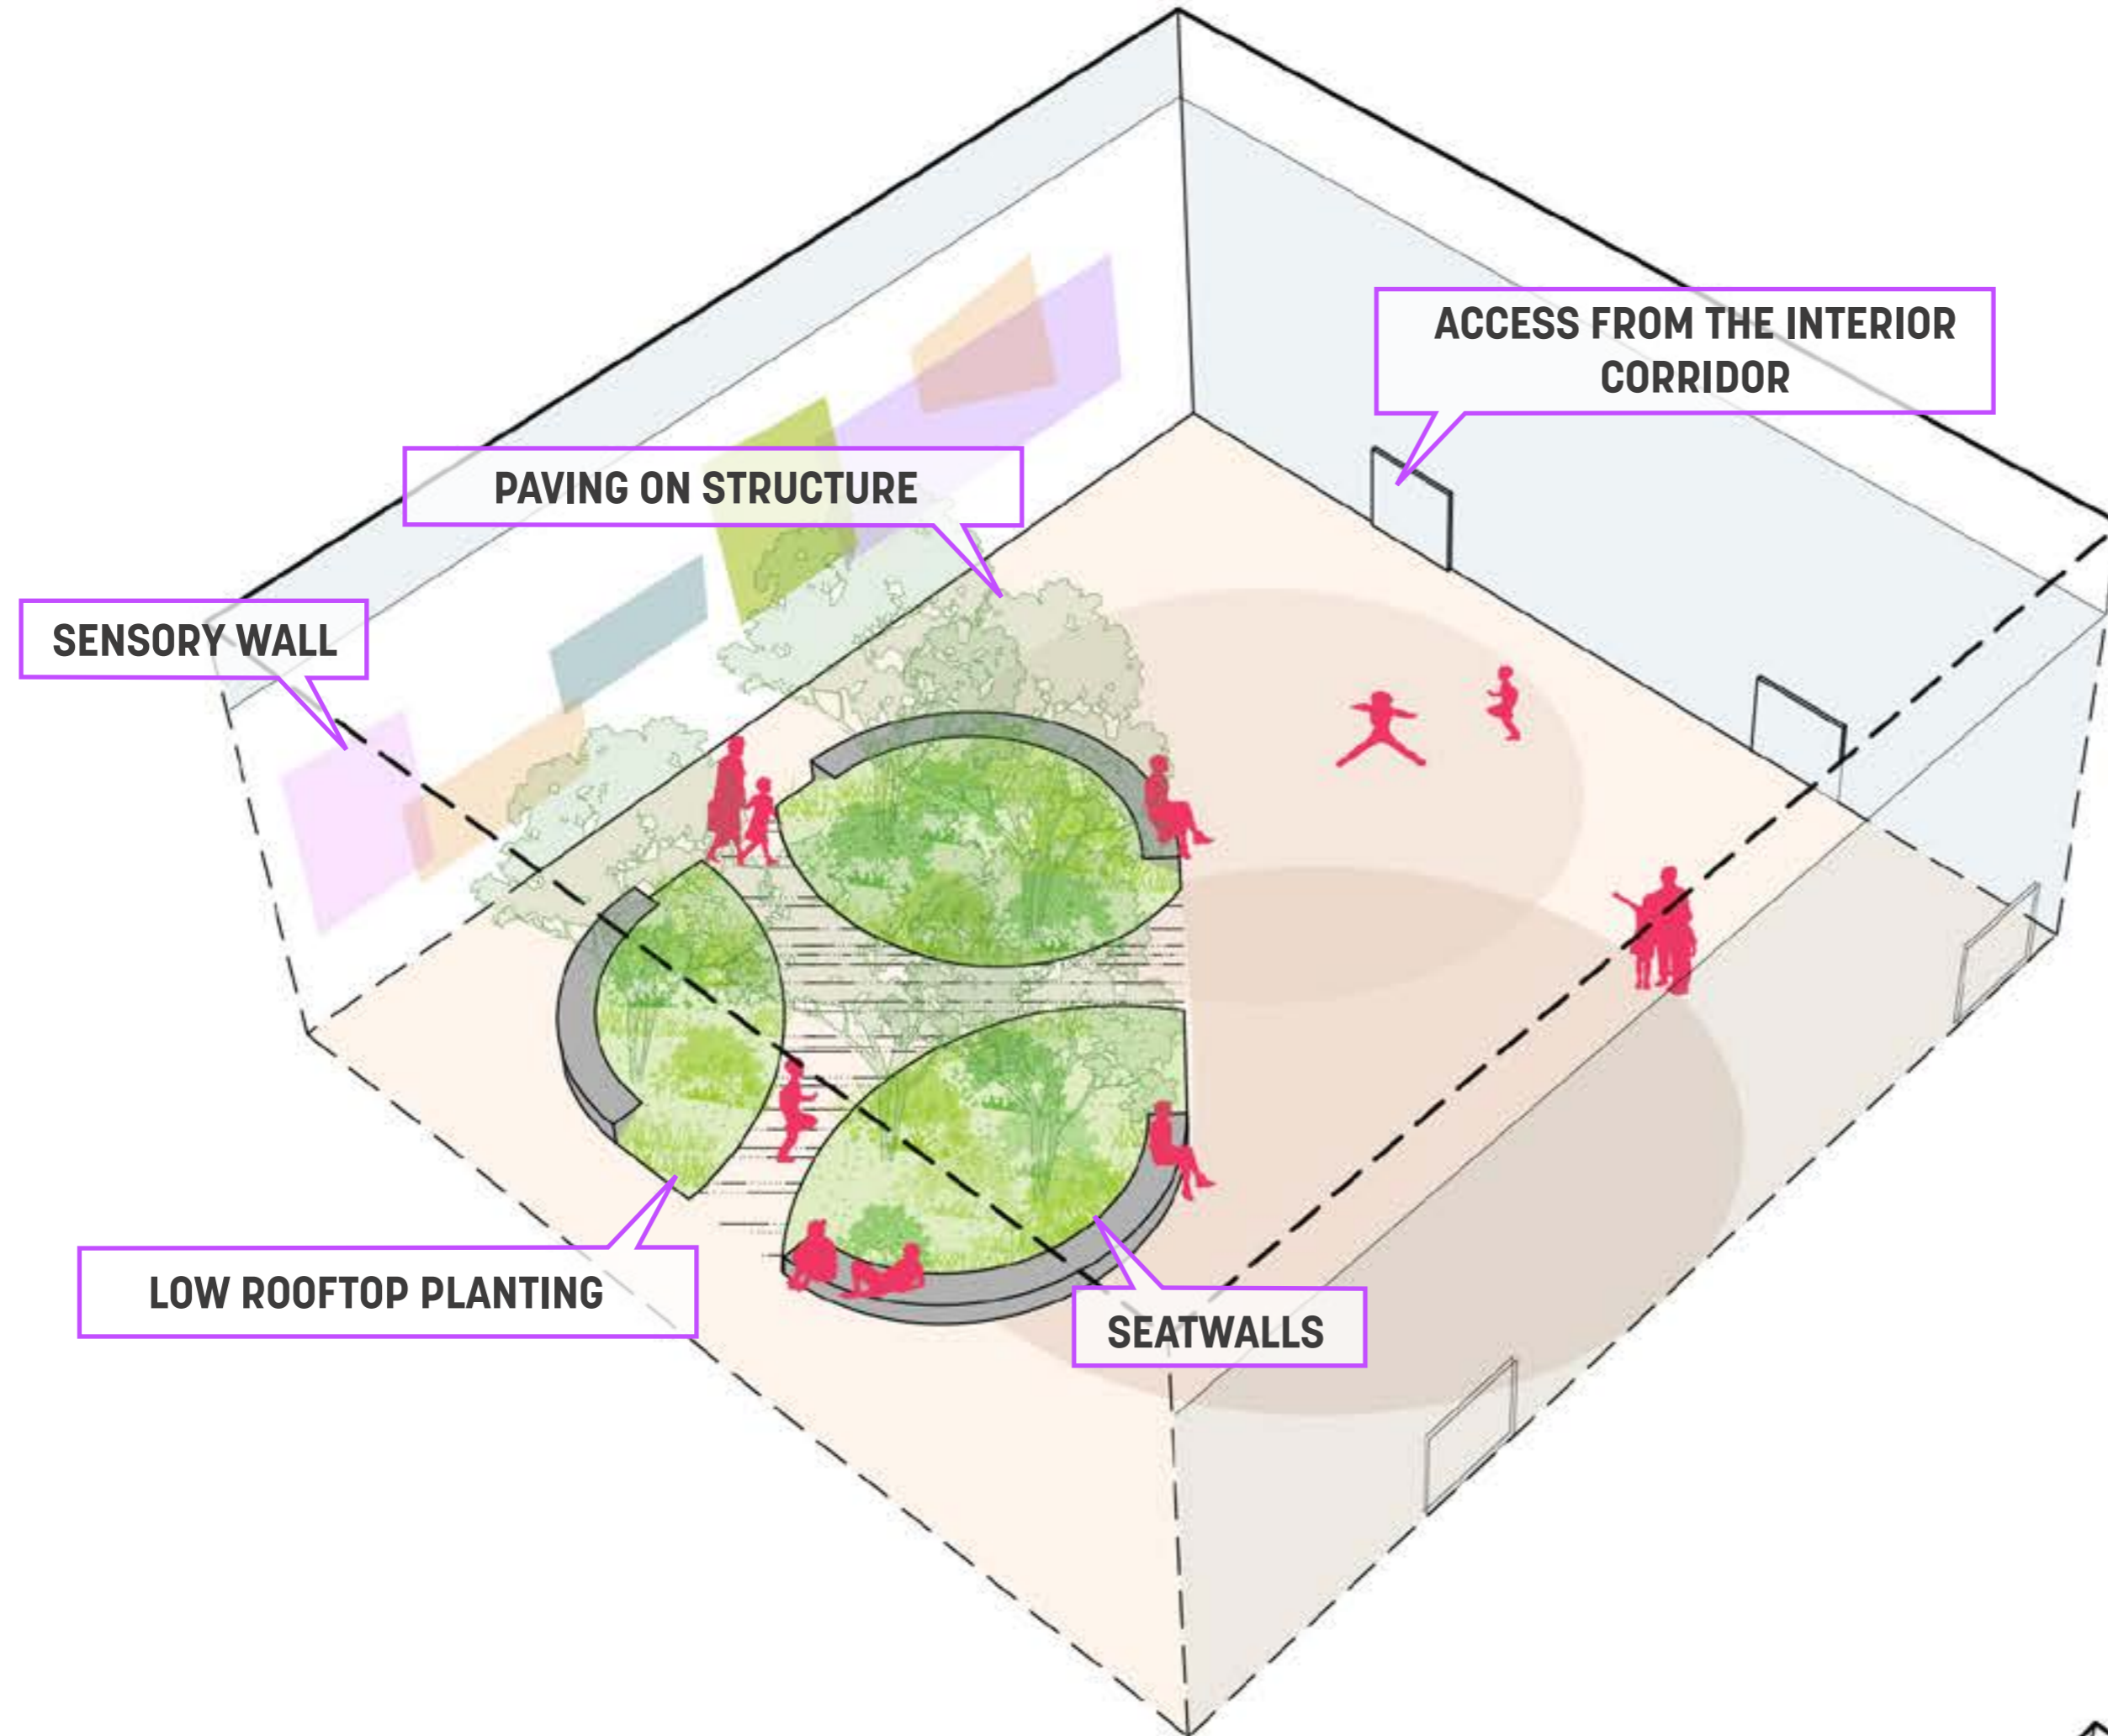 ACCESS FROM THE INTERIOR
CORRIDOR
PAVING ON STRUCTURE
SENSORY WALL
LOW ROOFTOP PLANTING
SEATWALLS